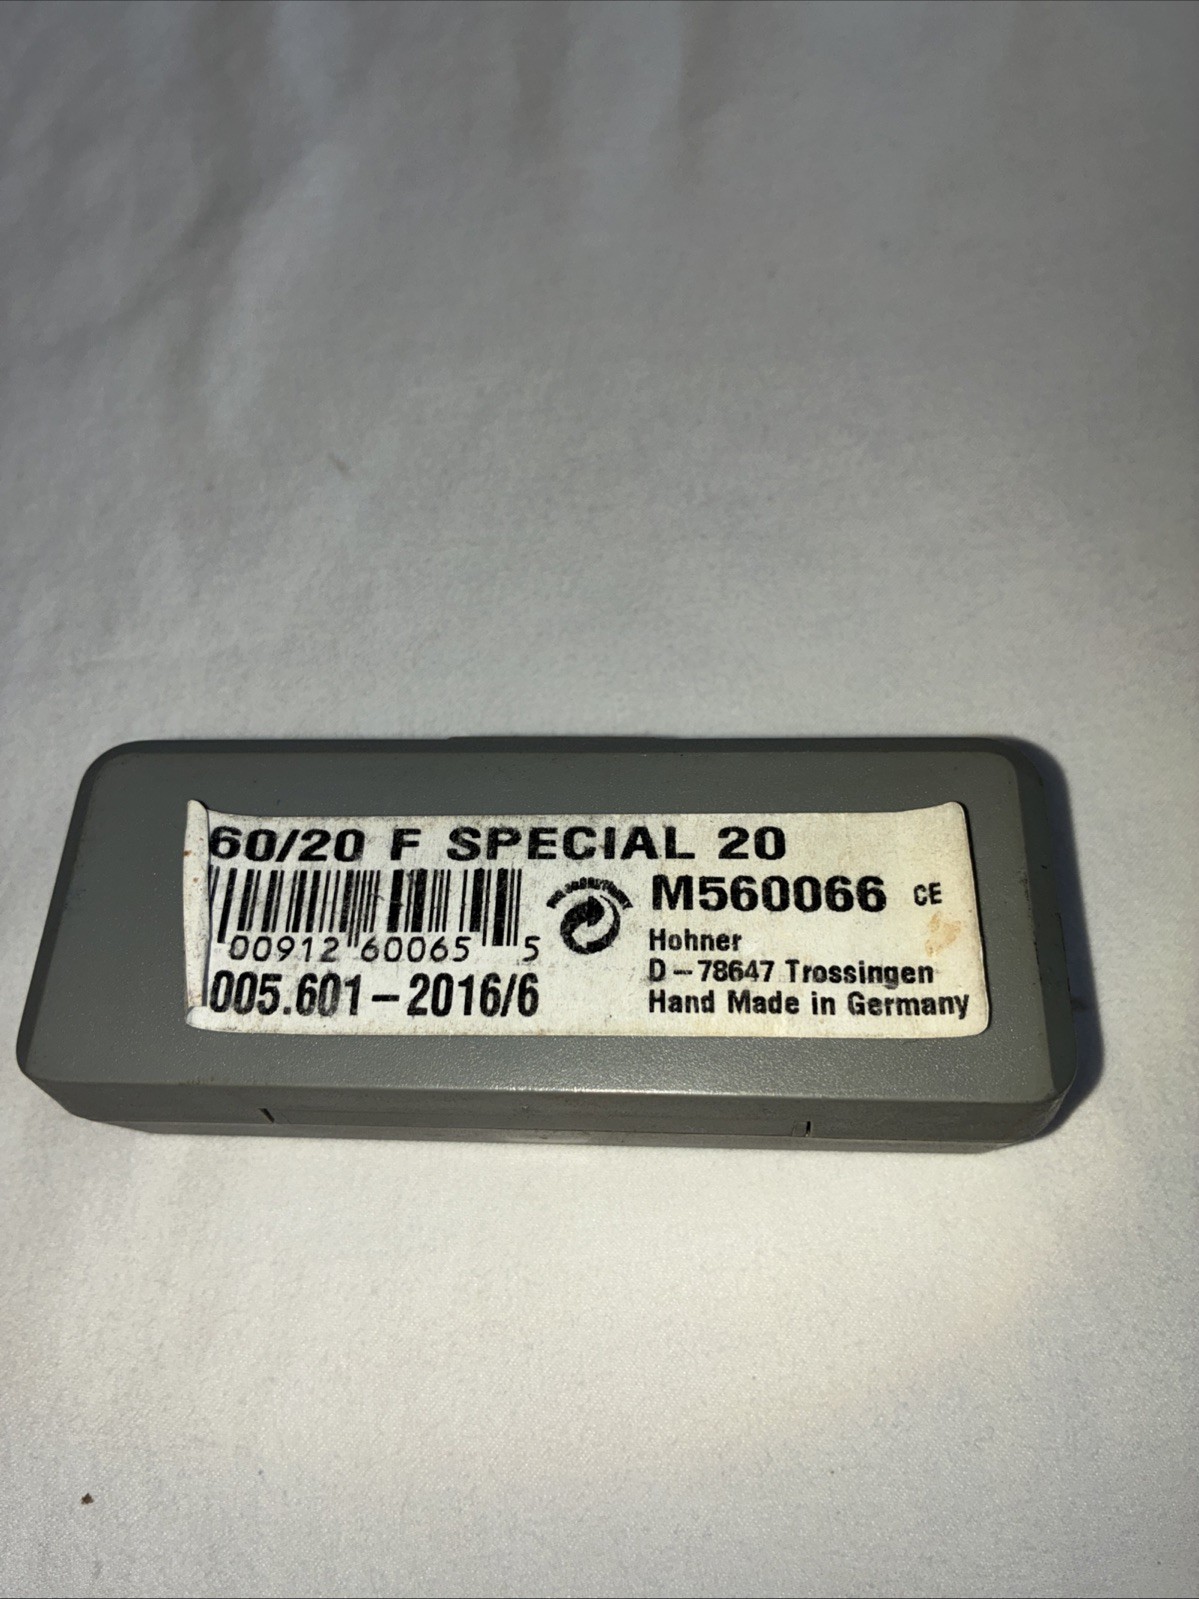 60/20 F SPECIAL 20
M560066 CE
00912 60065 5
Hohner
D-78647 Trossingen
005.601-2016/6
Hand Made in Germany